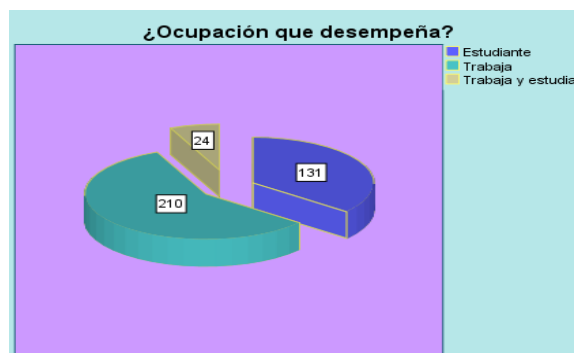 ¿Ocupación que desempeña?
Estudiante
Trabaja
Trabaja y estudia
24
131
210